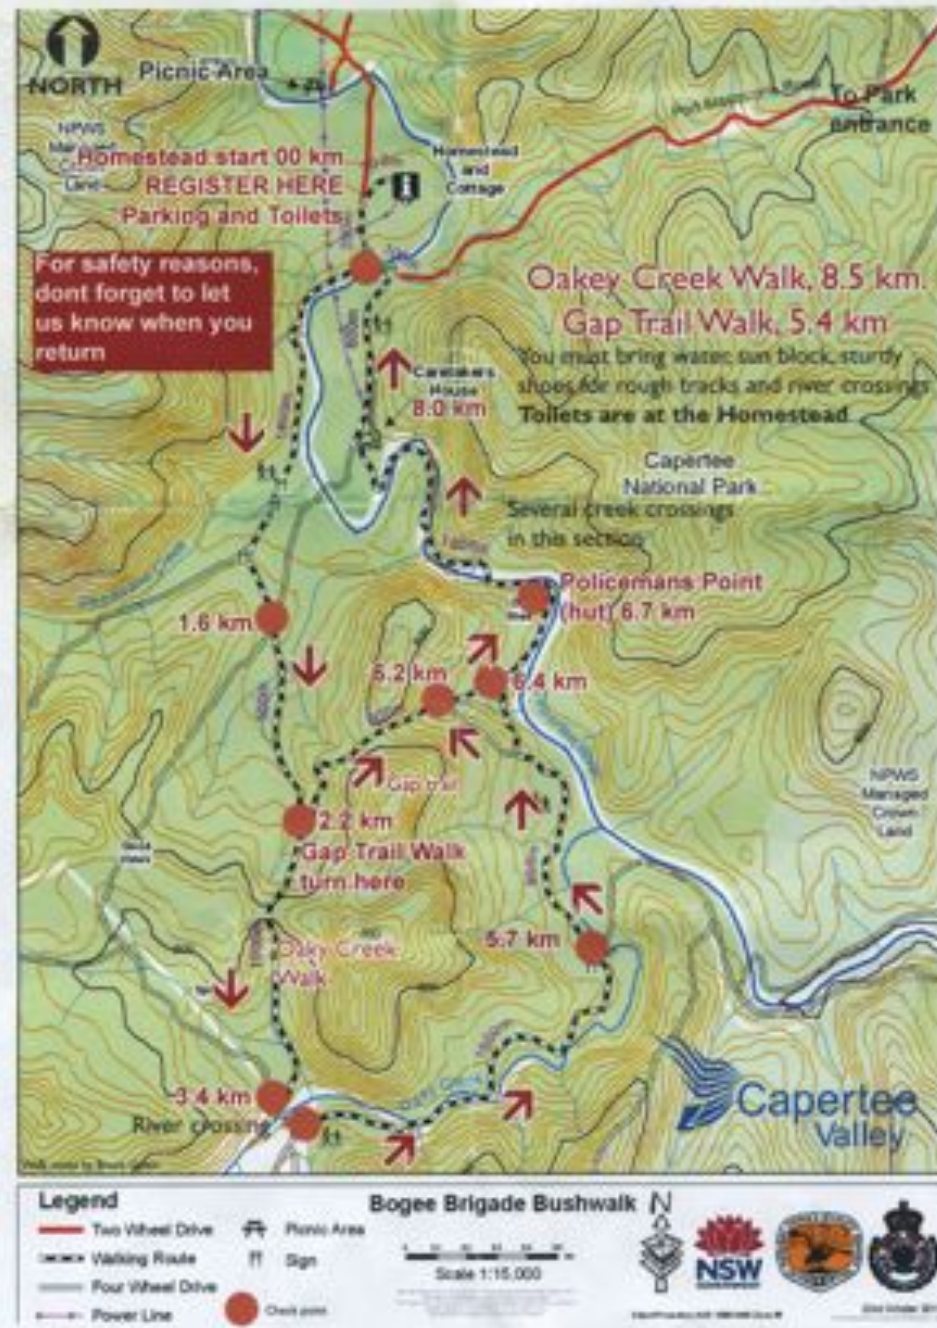 NORTH
Picnic Area
To Park
entrance
NPWS
Land
Homestead
and
Cottage
Homestead start 00 km
REGISTER HERE
Parking and Toilets
For safety reasons,
dont forget to let
us know when you
return
Oakey Creek Walk, 8.5 km.
Gap Trail Walk, 5.4 km
You must bring water, sun block, sturdy
shoes for rough tracks and river crossings
Toilets are at the Homestead
Caretakers
House
8.0 km
Capertee
National Park
Several creek crossings
in this section
Policemans Point
(hut) 6.7 km
1.6 km
5.2 km
6.4 km
Gap trail
2.2 km
Gap Trail Walk
turn here
NPWS
Managed
Crown
Land
5.7 km
Oaky Creek
Walk
3.4 km
River crossing
Capertee
Valley
Legend
Two Wheel Drive
Walking Route
Four Wheel Drive
Power Line
Picnic Area
Sign
Check point
Bogee Brigade Bushwalk
N
Scale 1:15,000
NSW